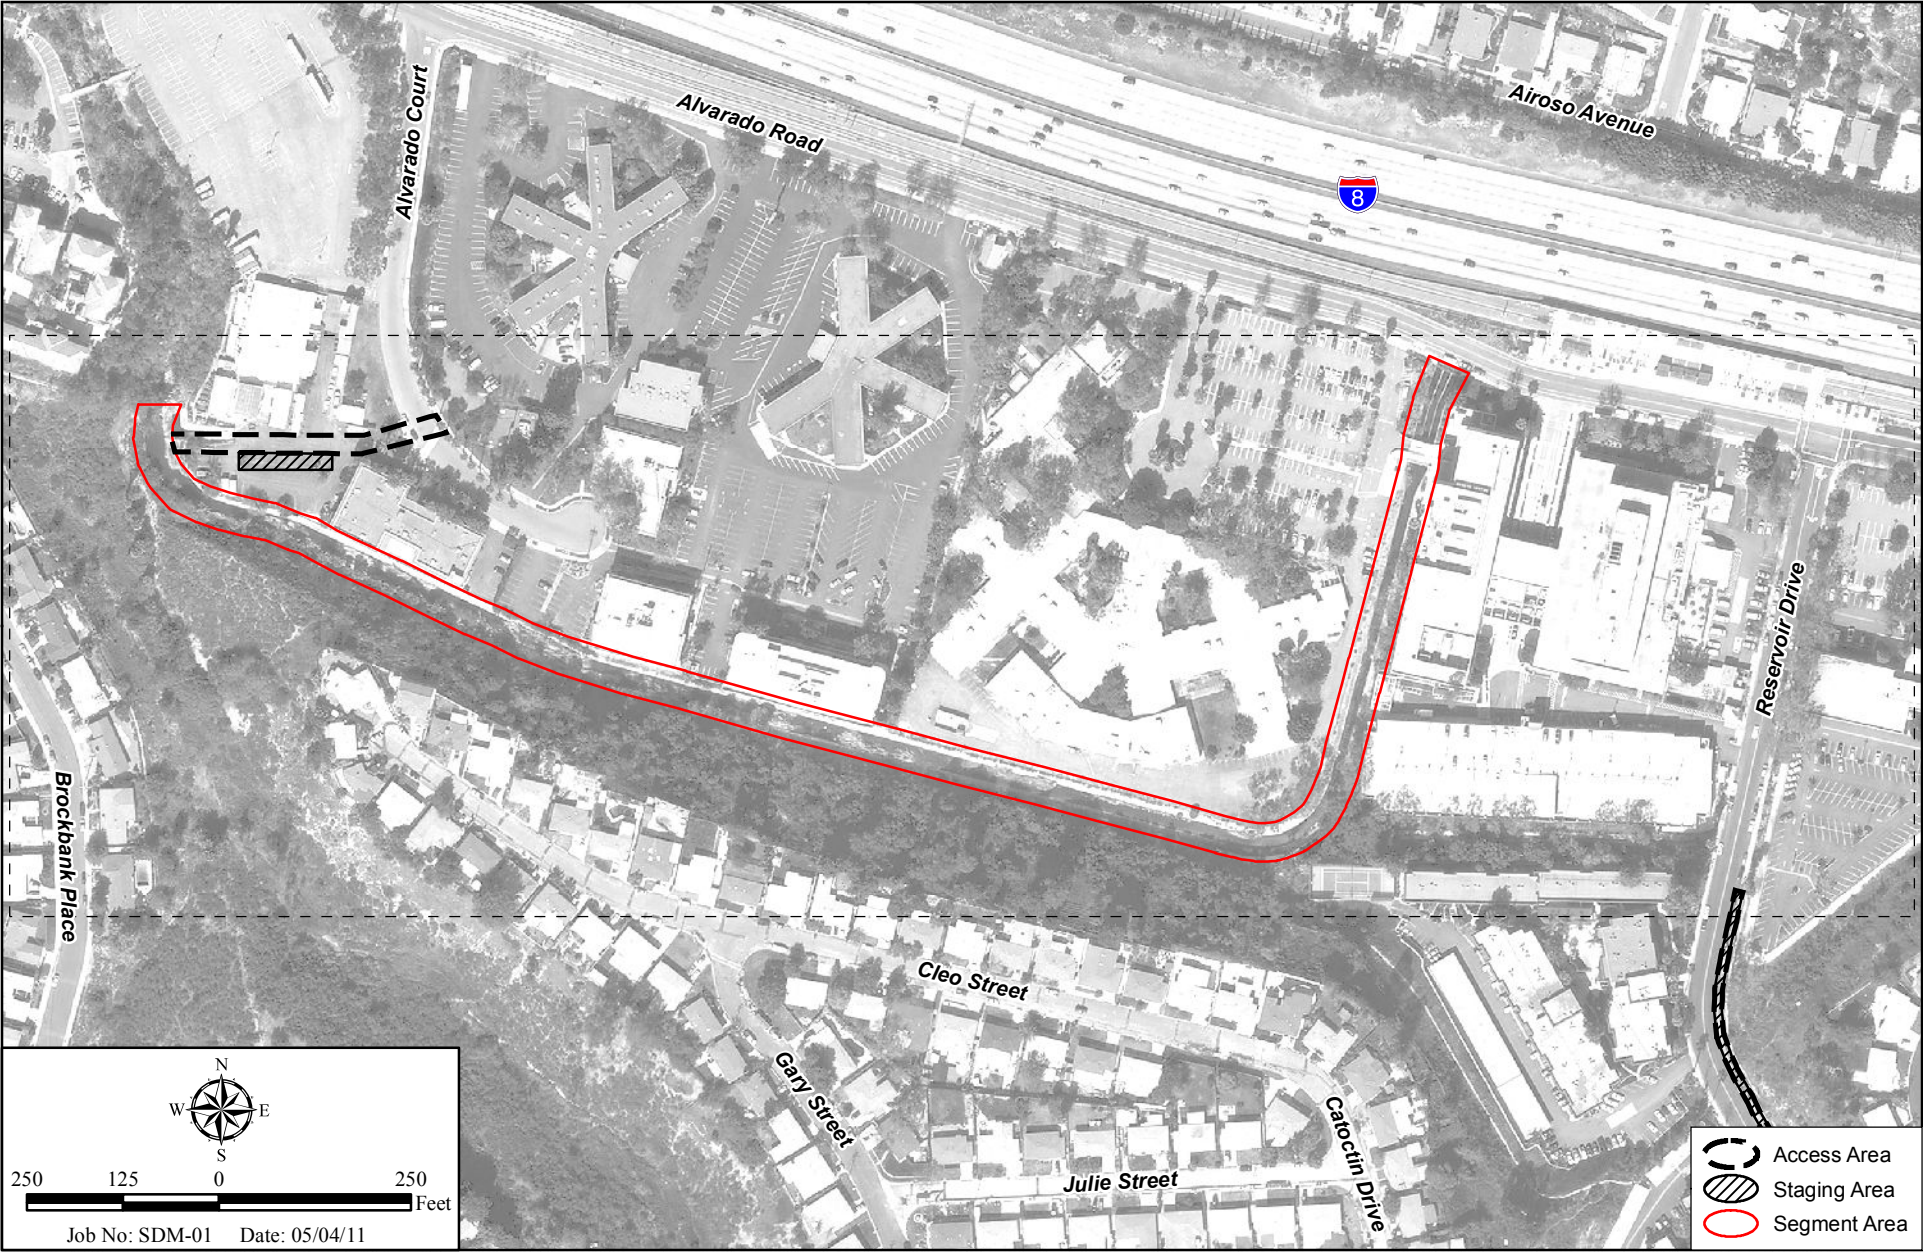 Alvarado Court
Alvarado Road
Airoso Avenue
8
Reservoir Drive
Brockbank Place
Cleo Street
Gary Street
Catoctin Drive
Julie Street
N
W E
S
250 125 0 250
Feet
Job No: SDM-01 Date: 05/04/11
Access Area
Staging Area
Segment Area